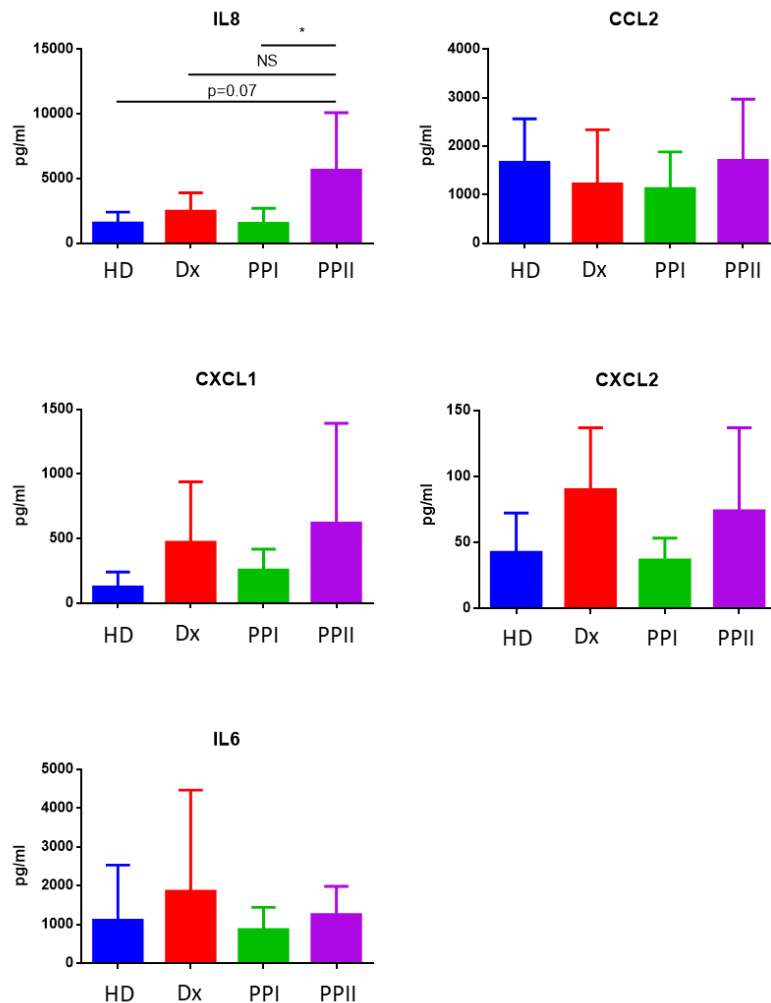 IL8
*
NS
p=0.07
15000
10000
5000
0
pg/ml
HD Dx PPI PPII
CCL2
4000
3000
2000
1000
0
pg/ml
HD Dx PPI PPII
CXCL1
1500
1000
500
0
pg/ml
HD Dx PPI PPII
CXCL2
150
100
50
0
pg/ml
HD Dx PPI PPII
IL6
5000
4000
3000
2000
1000
0
pg/ml
HD Dx PPI PPII